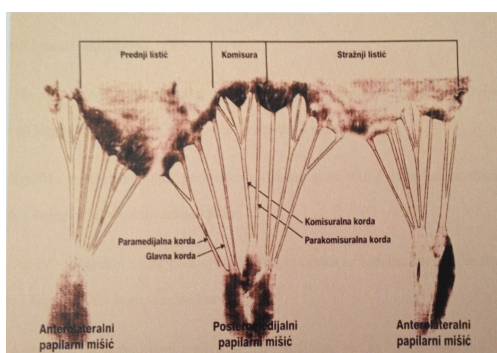 Prednji listić
Komisura
Stražnji listić
Komisuralna korda
Parakomisuralna korda
Paramedijalna korda
Glavna korda
Anterolateralni
papilarni mišić
Posteromedijalni
papilarni mišić
Anterolateralni
papilarni mišić